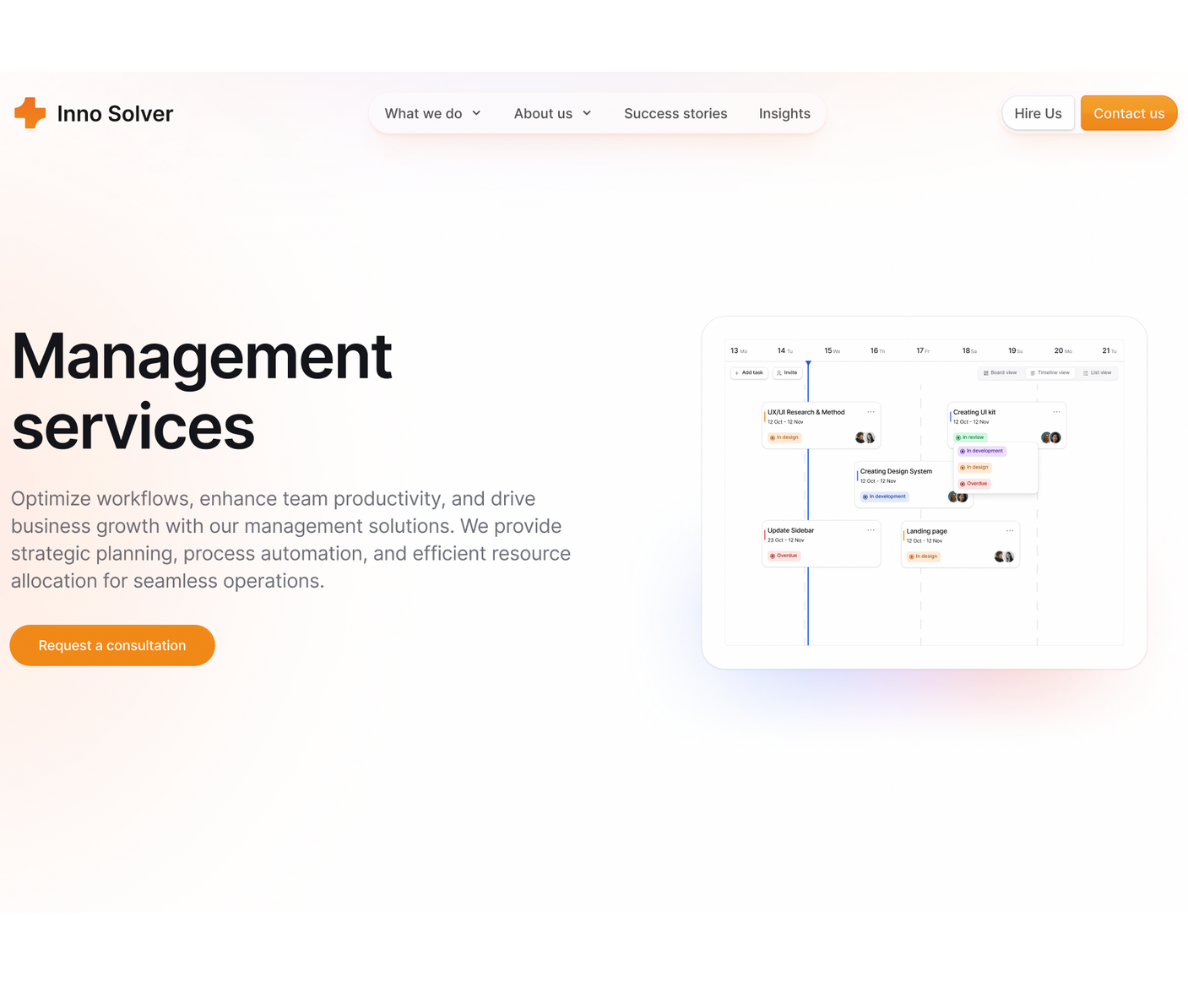 Inno Solver
What we do
About us
Success stories
Insights
Hire Us
Contact us
Management
services
Optimize workflows, enhance team productivity, and drive
business growth with our management solutions. We provide
strategic planning, process automation, and efficient resource
allocation for seamless operations.
Request a consultation
13 Mo
14 Tu
15 We
16 Th
17 Fr
18 Sa
19 Su
20 Mo
21 Tu
+ Add task
Invite
Board view
Timeline view
List view
UX/UI Research & Method
12 Oct - 12 Nov
In design
Creating UI kit
12 Oct - 12 Nov
In review
In development
In design
Overdue
Creating Design System
12 Oct - 12 Nov
In development
Update Sidebar
23 Oct - 12 Nov
Overdue
Landing page
12 Oct - 12 Nov
In design